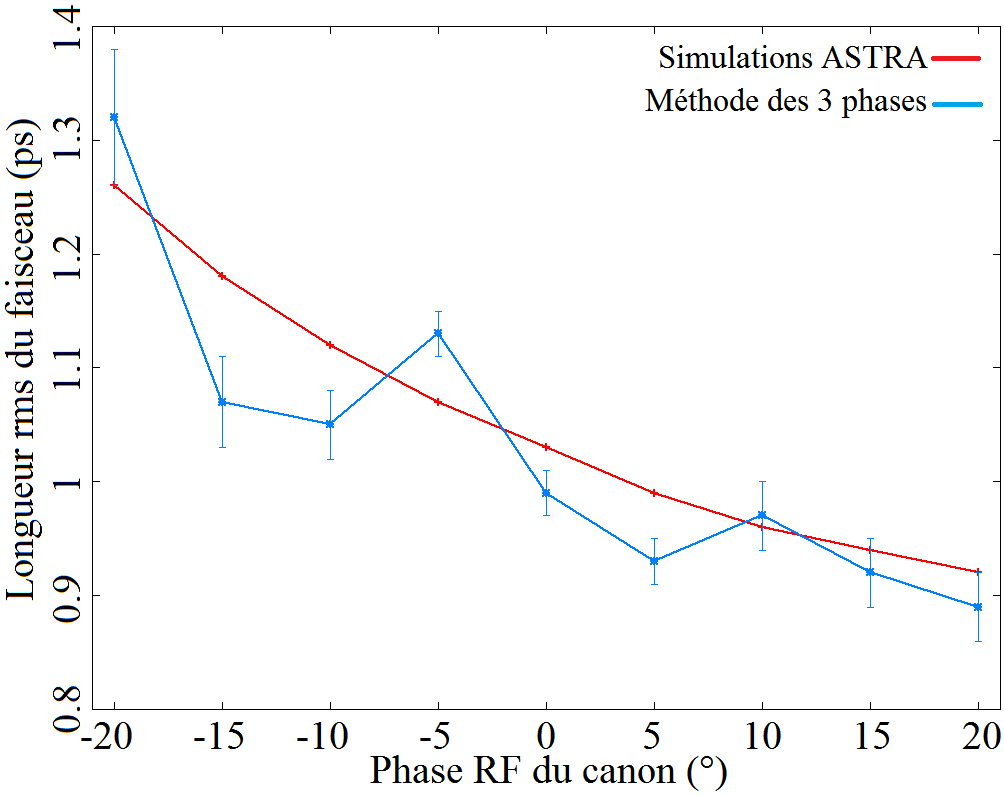 Simulations ASTRA
Méthode des 3 phases
Longueur rms du faisceau (ps)
1.4
1.3
1.2
1.1
1
0.9
0.8
-20 -15 -10 -5 0 5 10 15 20
Phase RF du canon (°)